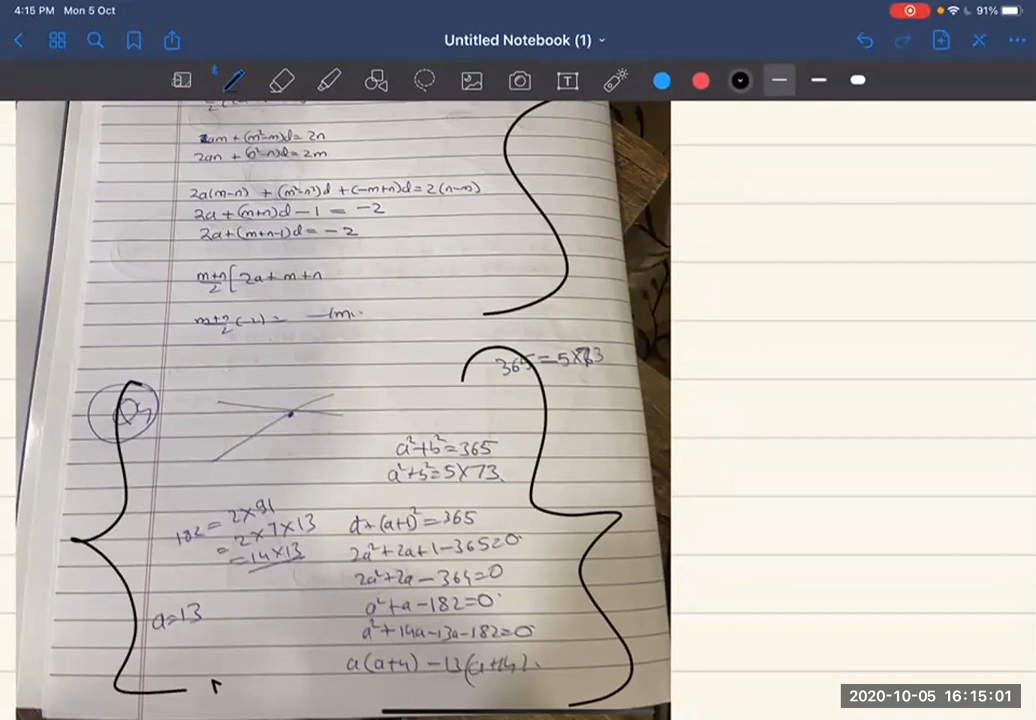 4:15 PM Mon 5 Oct
91%
Untitled Notebook (1)
2am + (m²-m)d = 2n
2an + (n²-n)d = 2m
2a(m-n) + (m²-n²)d + (-m+n)d = 2(n-m)
2a + (m+n)d - 1 = -2
2a + (m+n-1)d = -2
m+n/2 [2a + m + n
m+n/2 (-2) = -(m.
365 = 5×73
a²+b²=365
a²+b²=5×73
182 = 2×91
= 2×7×13
= 14×13
a=13
(a+1)²=365
2a²+2a+1-365=0
2a²+2a-364=0
a²+a-182=0
a²+14a-13a-182=0
a(a+4)-13(a+14).
2020-10-05 16:15:01